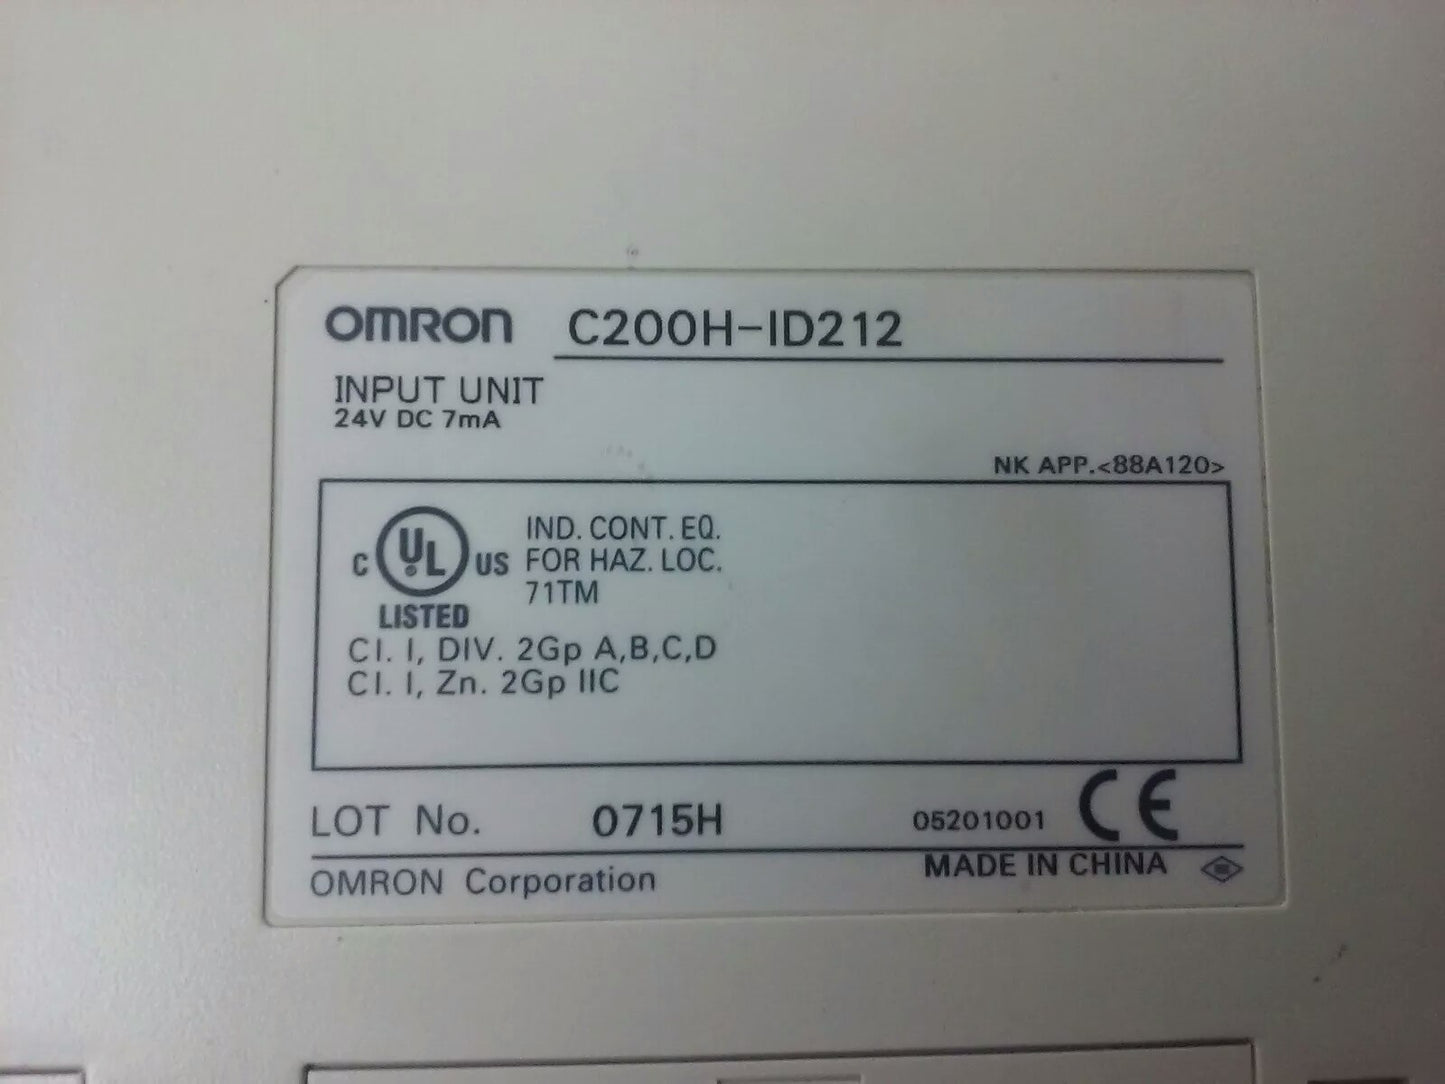 OMRON C200H-ID212
INPUT UNIT
24V DC 7mA
NK APP.<88A120>
C UL US IND. CONT. EQ.
FOR HAZ. LOC.
71TM
LISTED
Cl. I, DIV. 2Gp A,B,C,D
Cl. I, Zn. 2Gp IIC
LOT No. 0715H 05201001 CE
OMRON Corporation MADE IN CHINA